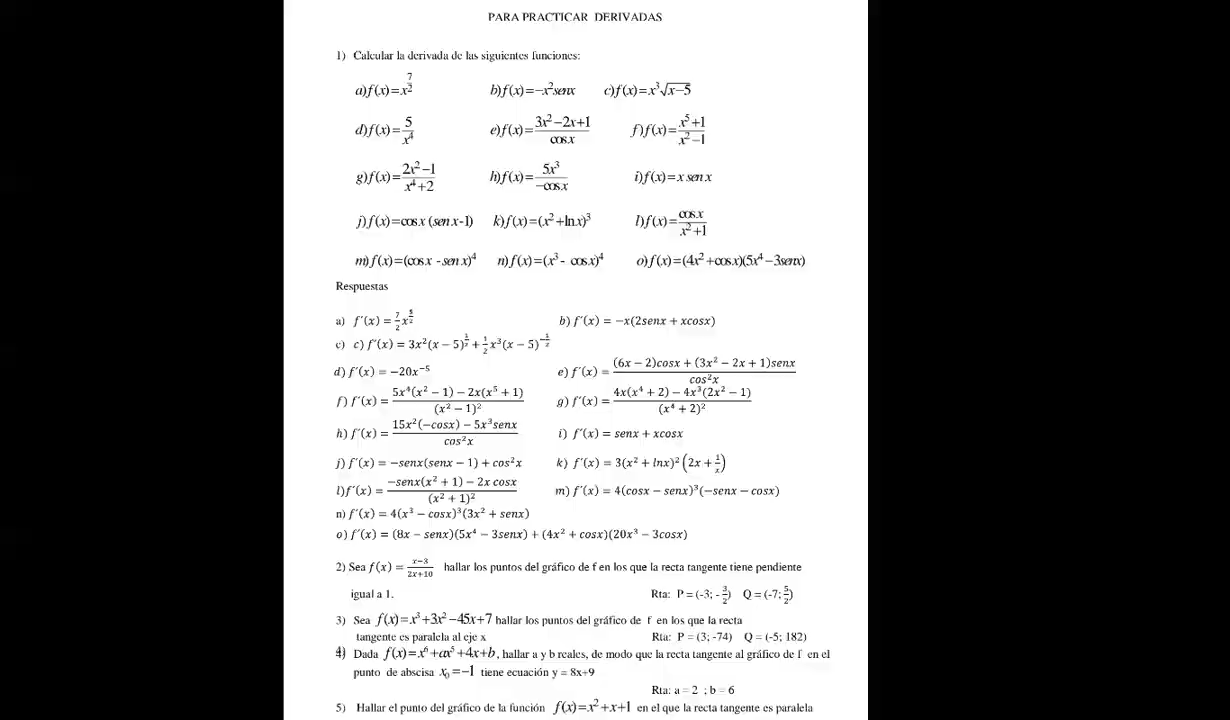 PARA PRACTICAR DERIVADAS
1) Calcular la derivada de las siguientes funciones:
a) f(x)=x^(7/2) b) f(x)=-x²senx c) f(x)=x³√(x-5)
d) f(x)=5/x⁴ e) f(x)=(3x²-2x+1)/cosx f) f(x)=(x⁵+1)/(x²-1)
g) f(x)=(2x²-1)/(x⁴+2) h) f(x)=5x³/(-cosx) i) f(x)=x sen x
j) f(x)=cosx (sen x-1) k) f(x)=(x²+lnx)³ l) f(x)=cosx/(x²+1)
m) f(x)=(cosx - sen x)⁴ n) f(x)=(x³- cosx)⁴ o) f(x)=(4x²+cosx)(5x⁴-3senx)
Respuestas
a) f'(x) = 7/2 x^(5/2) b) f'(x) = -x(2senx + xcosx)
c) c) f'(x) = 3x²(x - 5)^(1/2) + 1/2 x³(x - 5)^(-1/2)
d) f'(x) = -20x⁻⁵ e) f'(x) = ((6x - 2)cosx + (3x² - 2x + 1)senx)/cos²x
f) f'(x) = (5x⁴(x² - 1) - 2x(x⁵ + 1))/(x² - 1)² g) f'(x) = (4x(x⁴ + 2) - 4x³(2x² - 1))/(x⁴ + 2)²
h) f'(x) = (15x²(-cosx) - 5x³senx)/cos²x i) f'(x) = senx + xcosx
j) f'(x) = -senx(senx - 1) + cos²x k) f'(x) = 3(x² + lnx)²(2x + 1/x)
l)f'(x) = (-senx(x² + 1) - 2x cosx)/(x² + 1)² m) f'(x) = 4(cosx - senx)³(-senx - cosx)
n) f'(x) = 4(x³ - cosx)³(3x² + senx)
o) f'(x) = (8x - senx)(5x⁴ - 3senx) + (4x² + cosx)(20x³ - 3cosx)
2) Sea f(x) = (x-3)/(2x+10) hallar los puntos del gráfico de f en los que la recta tangente tiene pendiente
igual a 1. Rta: P = (-3; -3/2) Q = (-7; 5/2)
3) Sea f(x)=x³+3x²-45x+7 hallar los puntos del gráfico de f en los que la recta
tangente es paralela al eje x Rta: P = (3; -74) Q = (-5; 182)
4) Dada f(x)=x⁶+ax⁵+4x+b, hallar a y b reales, de modo que la recta tangente al gráfico de f en el
punto de abscisa x₀=-1 tiene ecuación y = 8x+9
Rta: a = 2 ; b = 6
5) Hallar el punto del gráfico de la función f(x)=x²+x+1 en el que la recta tangente es paralela